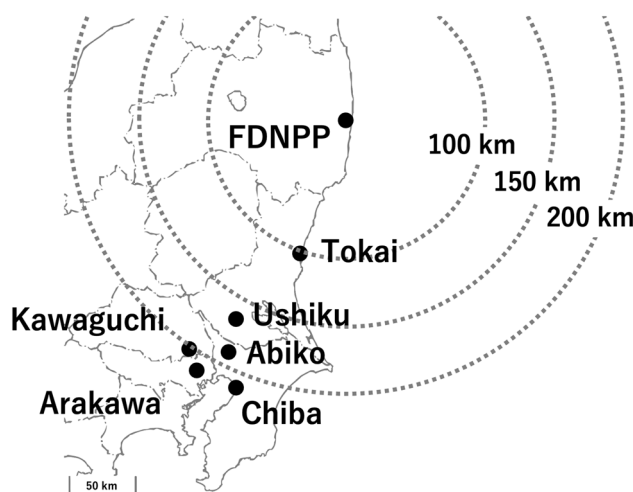 FDNPP
100 km
150 km
200 km
Tokai
Kawaguchi
Ushiku
Abiko
Arakawa
Chiba
50 km